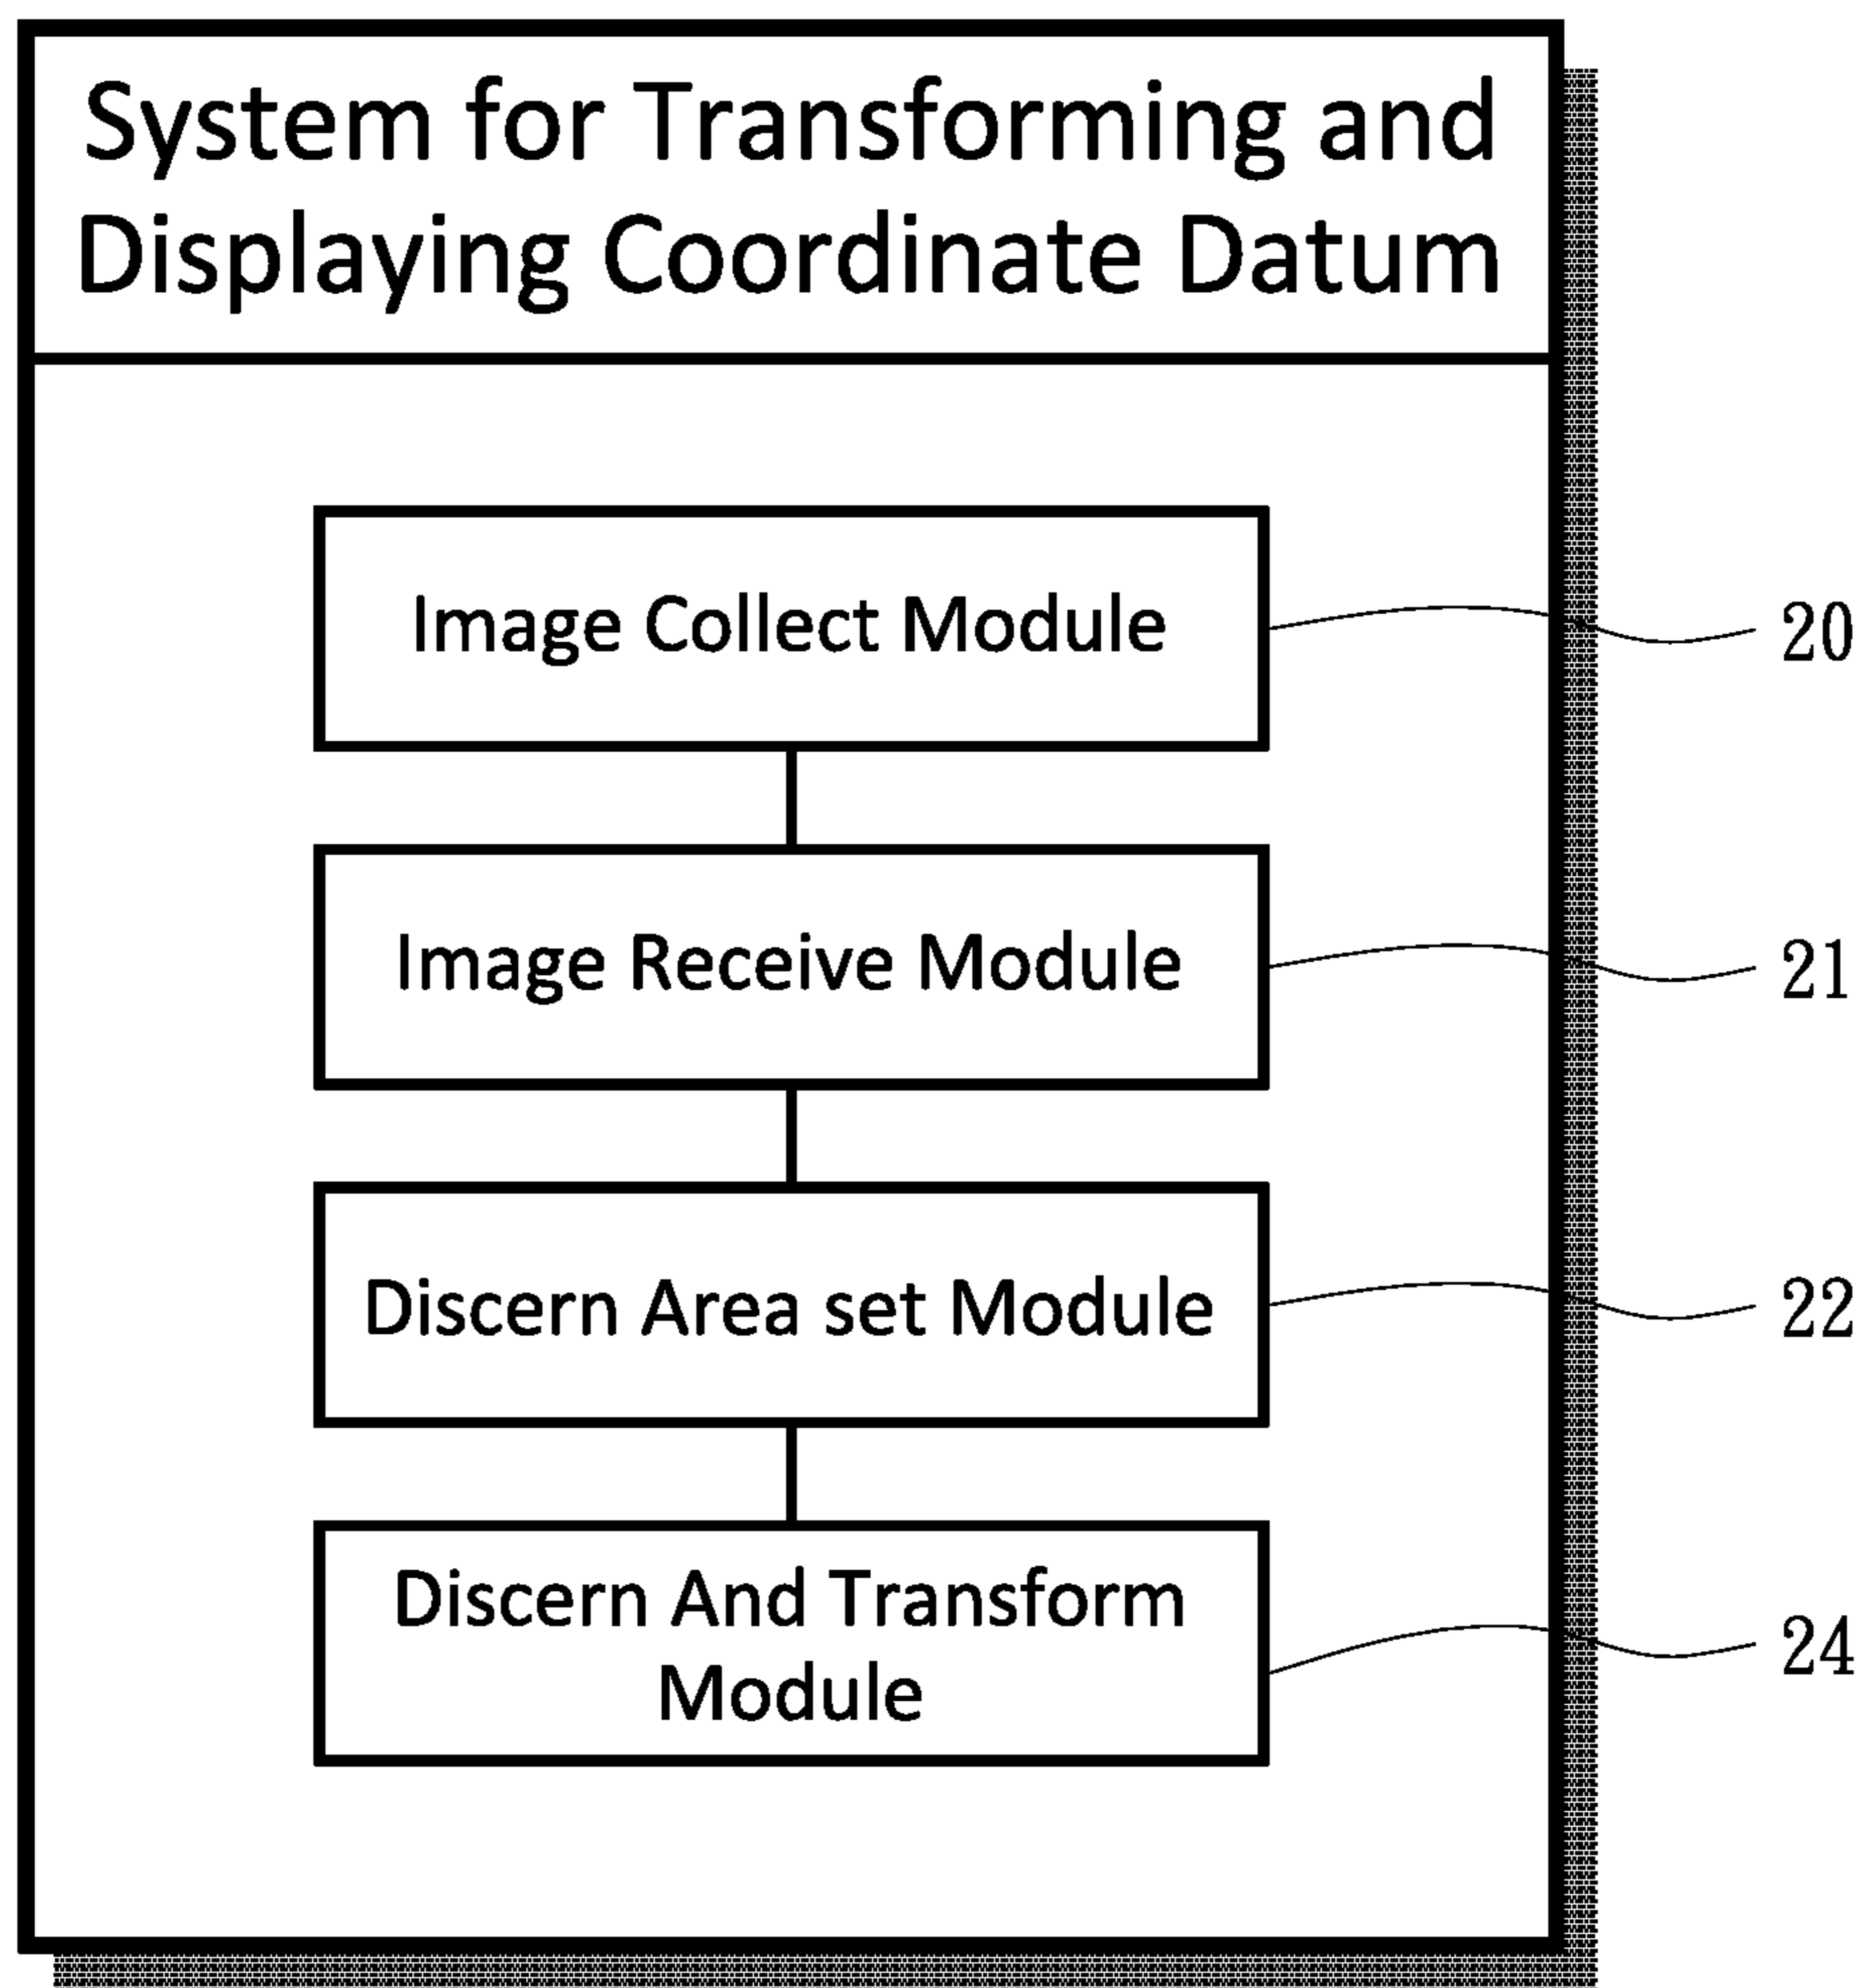 System for Transforming and
Displaying Coordinate Datum
Image Collect Module
20
Image Receive Module
21
Discern Area set Module
22
Discern And Transform
Module
24